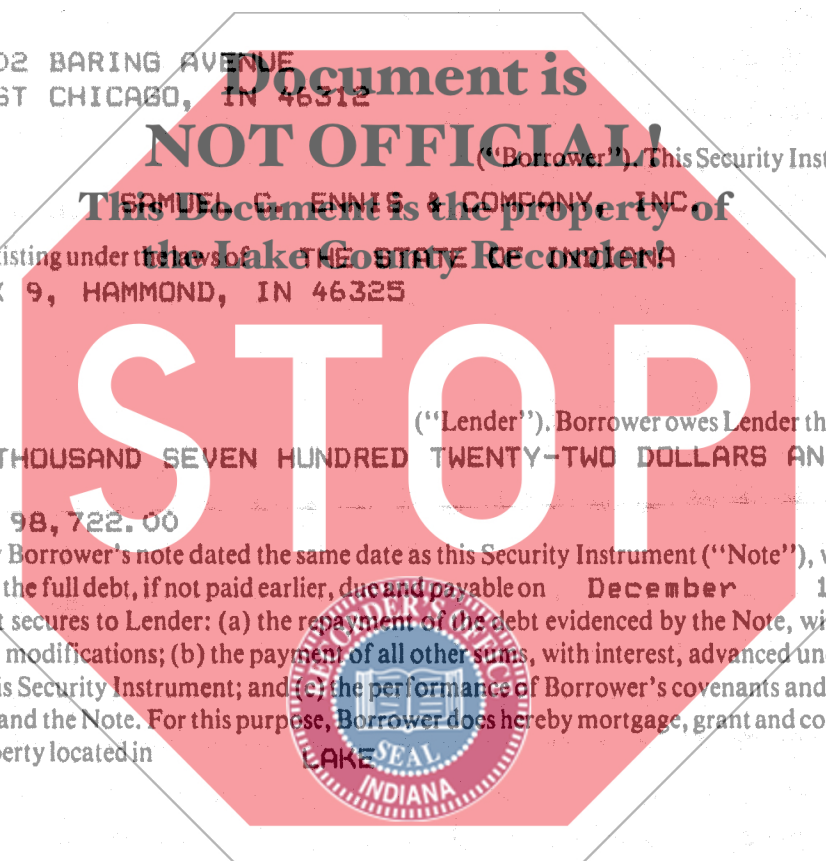 02 BARING AVENUE
ST CHICAGO, IN 46312
Document is
NOT OFFICIAL!
("Borrower"). This Security Inst
This Document is the property of
SAMUEL C. ENNIS & COMPANY, INC.
the Lake County Recorder!
isting under the laws of THE STATE OF INDIANA
X 9, HAMMOND, IN 46325
STOP
("Lender"). Borrower owes Lender th
THOUSAND SEVEN HUNDRED TWENTY-TWO DOLLARS AN
98,722.00
y Borrower's note dated the same date as this Security Instrument ("Note"), w
the full debt, if not paid earlier, due and payable on December 1
t secures to Lender: (a) the repayment of the debt evidenced by the Note, wi
modifications; (b) the payment of all other sums, with interest, advanced un
is Security Instrument; and (c) the performance of Borrower's covenants and
and the Note. For this purpose, Borrower does hereby mortgage, grant and co
perty located in LAKE
RECORDER'S OFFICE
SEAL
INDIANA